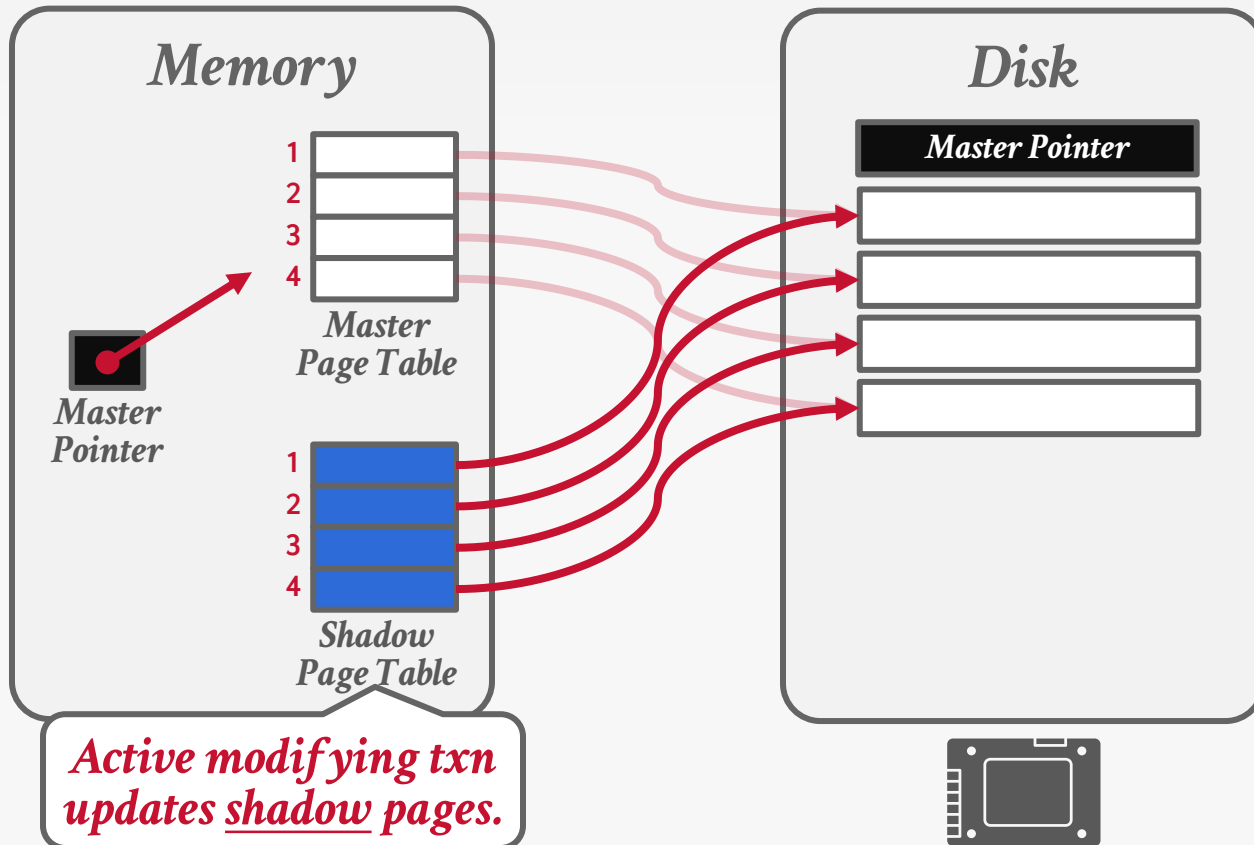 Memory
1
2
3
4
Master
Page Table
Master
Pointer
1
2
3
4
Shadow
Page Table
Active modifying txn
updates shadow pages.
Disk
Master Pointer